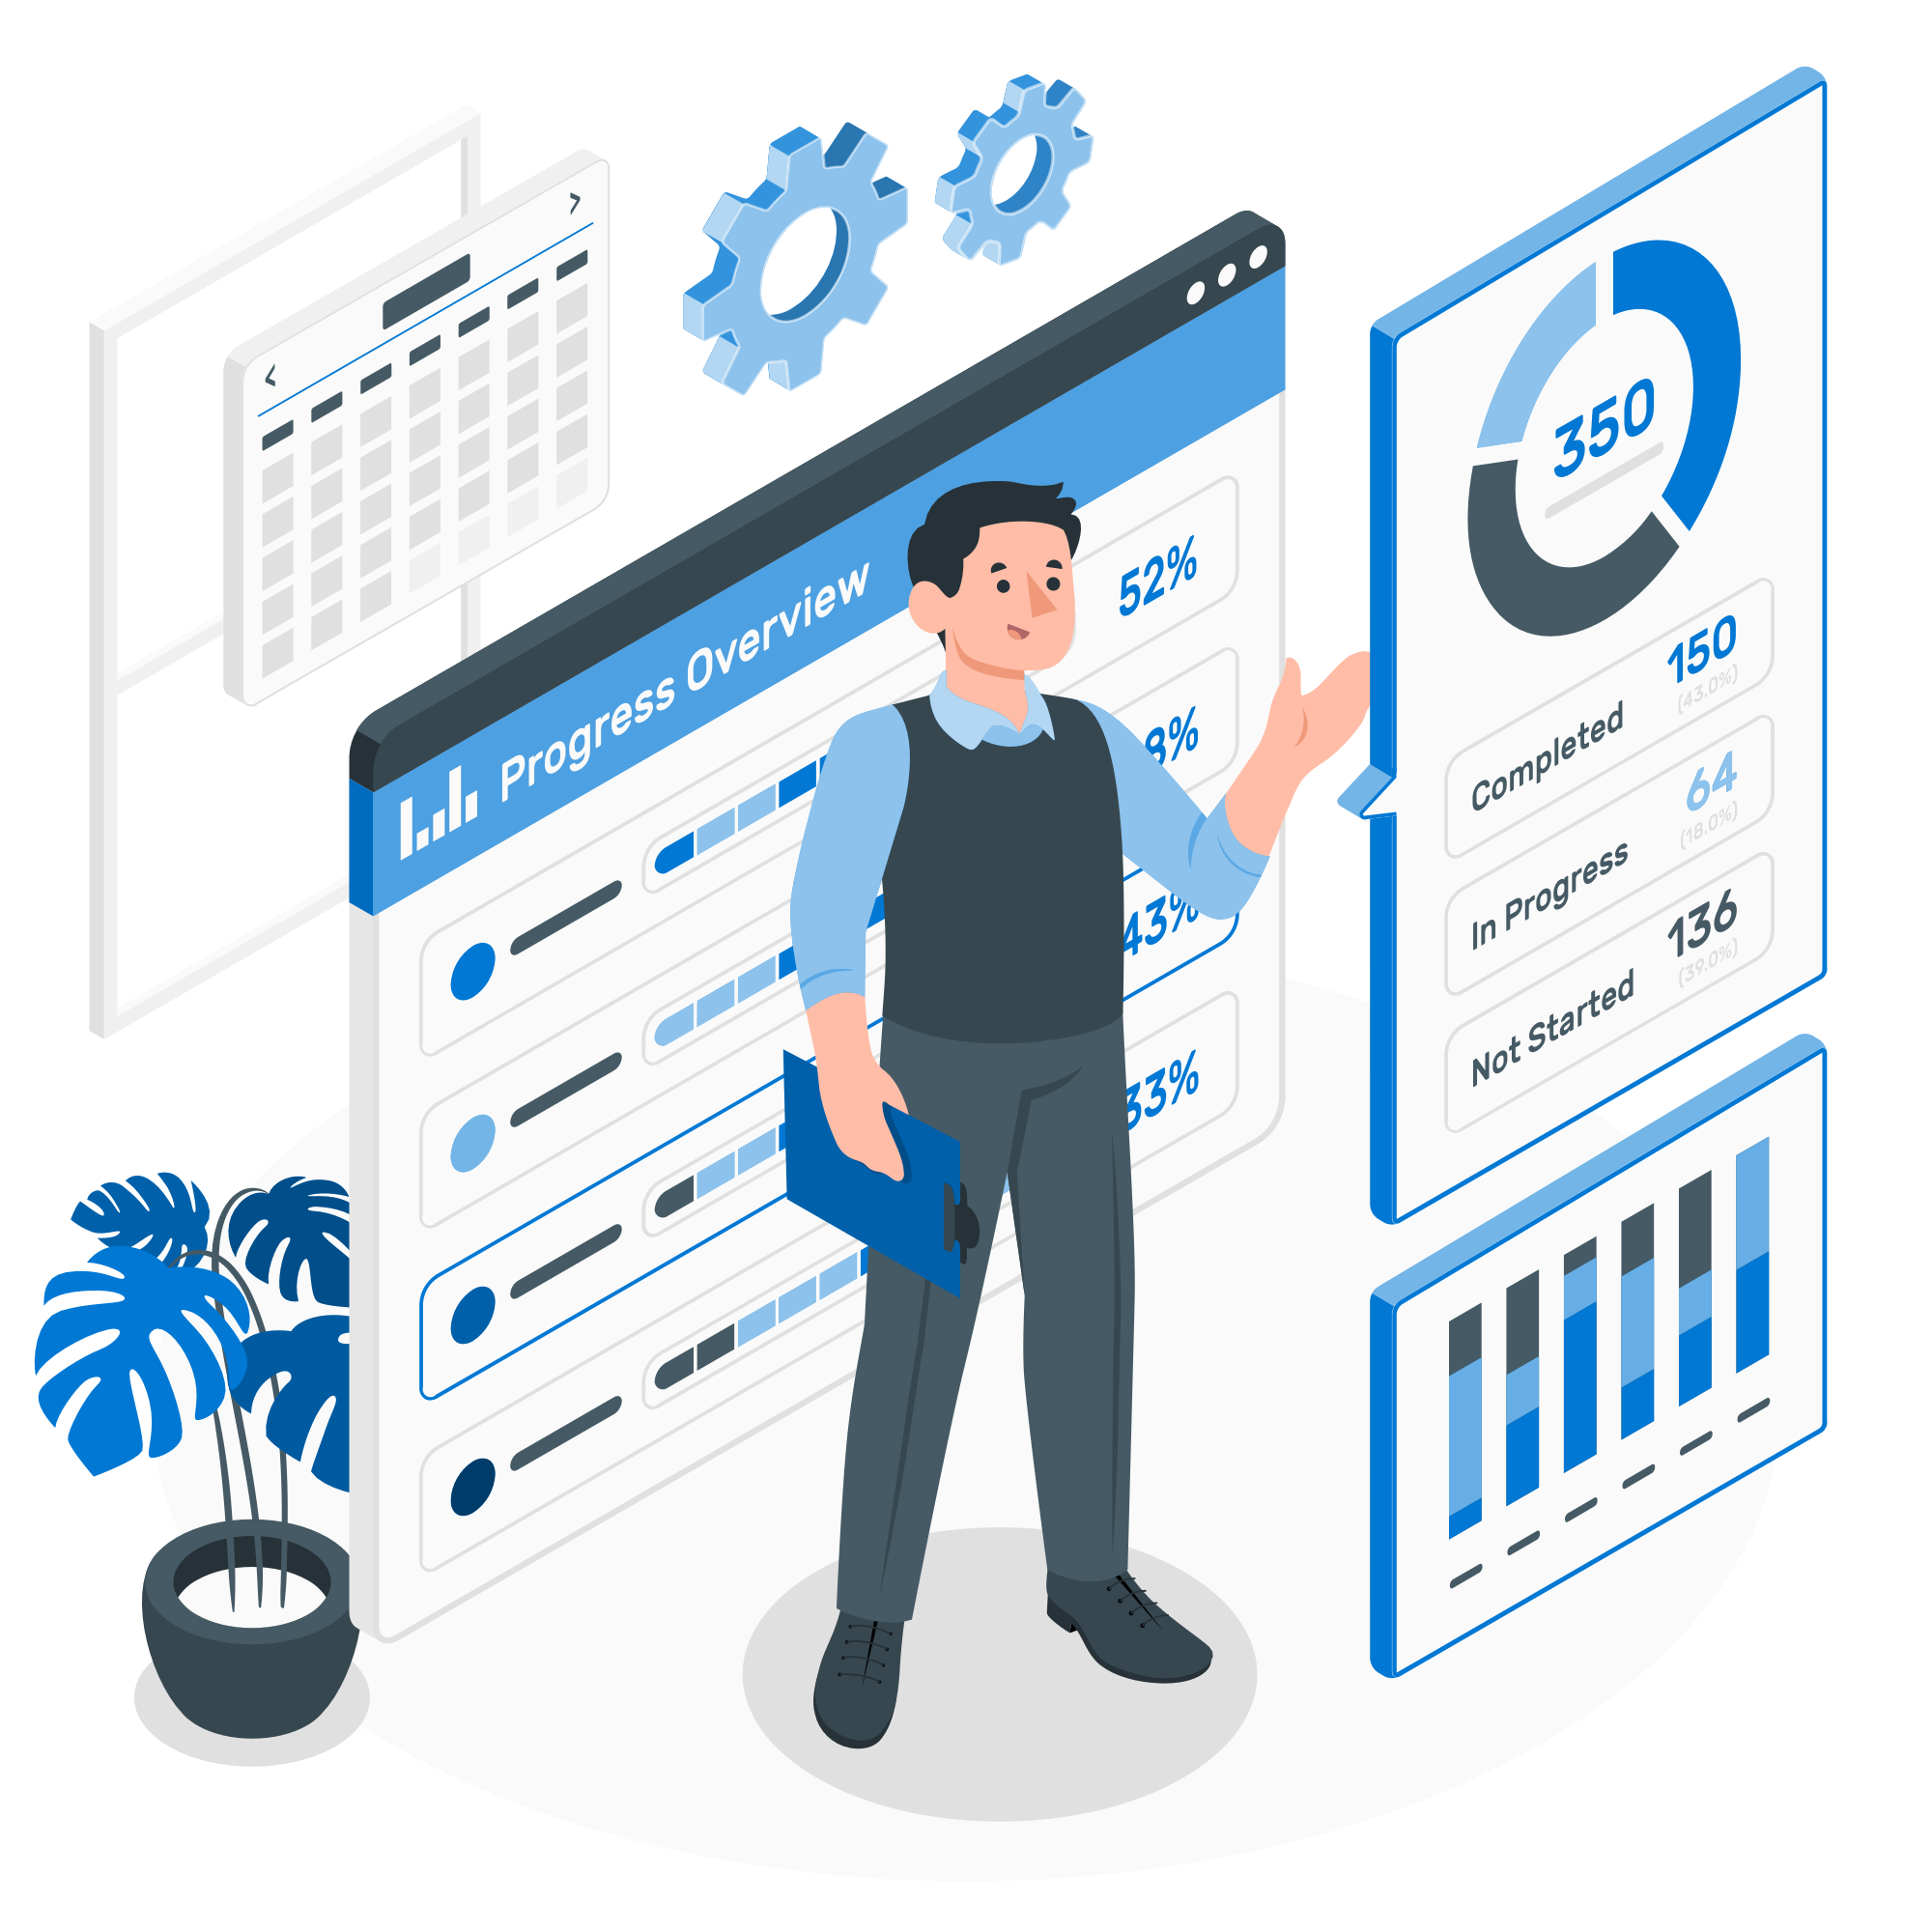 Progress Overview
52%
8%
43%
33%
350
Completed
150
(43.0%)
In Progress
64
(18.0%)
Not Started
136
(39.0%)